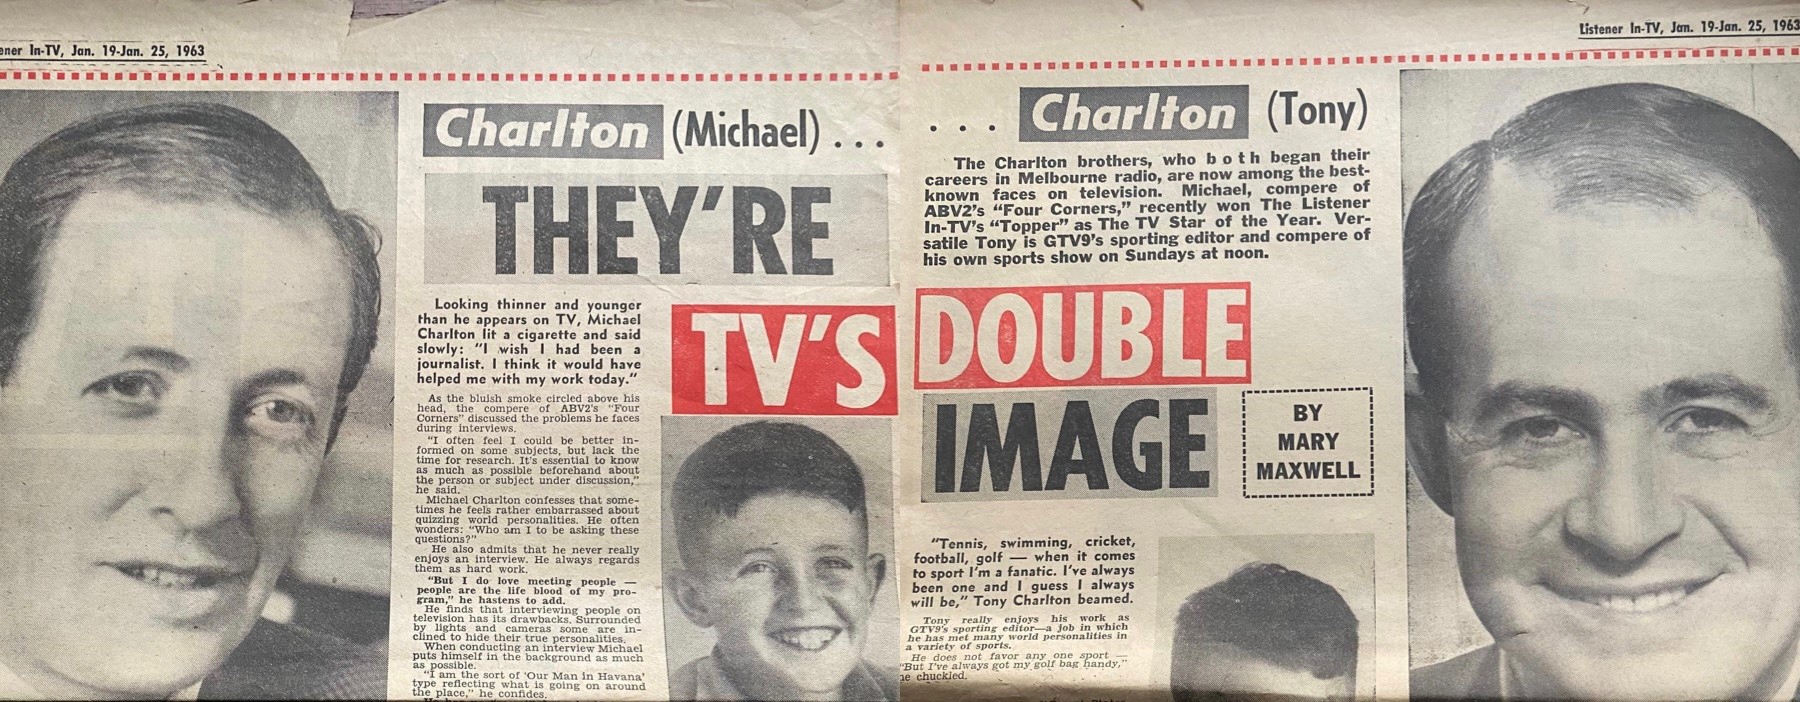 ener In-TV, Jan. 19-Jan. 25, 1963
Charlton (Michael) . . .
THEY'RE
TV'S
Looking thinner and younger
than he appears on TV, Michael
Charlton lit a cigarette and said
slowly: "I wish I had been a
journalist. I think it would have
helped me with my work today."
As the bluish smoke circled above his
head, the compere of ABV2's "Four
Corners" discussed the problems he faces
during interviews.
"I often feel I could be better in-
formed on some subjects, but lack the
time for research. It's essential to know
as much as possible beforehand about
the person or subject under discussion,"
he said.
Michael Charlton confesses that some-
times he feels rather embarrassed about
quizzing world personalities. He often
wonders: "Who am I to be asking these
questions?"
He also admits that he never really
enjoys an interview. He always regards
them as hard work.
"But I do love meeting people —
people are the life blood of my pro-
gram," he hastens to add.
He finds that interviewing people on
television has its drawbacks. Surrounded
by lights and cameras some are in-
clined to hide their true personalities.
When conducting an interview Michael
puts himself in the background as much
as possible.
"I am the sort of 'Our Man in Havana'
type reflecting what is going on around
the place," he confides.
Listener In-TV, Jan. 19-Jan. 25, 1963
. . . Charlton (Tony)
The Charlton brothers, who both began their
careers in Melbourne radio, are now among the best-
known faces on television. Michael, compere of
ABV2's "Four Corners," recently won The Listener
In-TV's "Topper" as The TV Star of the Year. Ver-
satile Tony is GTV9's sporting editor and compere of
his own sports show on Sundays at noon.
DOUBLE
IMAGE
BY
MARY
MAXWELL
"Tennis, swimming, cricket,
football, golf — when it comes
to sport I'm a fanatic. I've always
been one and I guess I always
will be," Tony Charlton beamed.
Tony really enjoys his work as
GTV9's sporting editor—a job in which
he has met many world personalities in
a variety of sports.
He does not favor any one sport —
"But I've always got my golf bag handy,"
he chuckled.